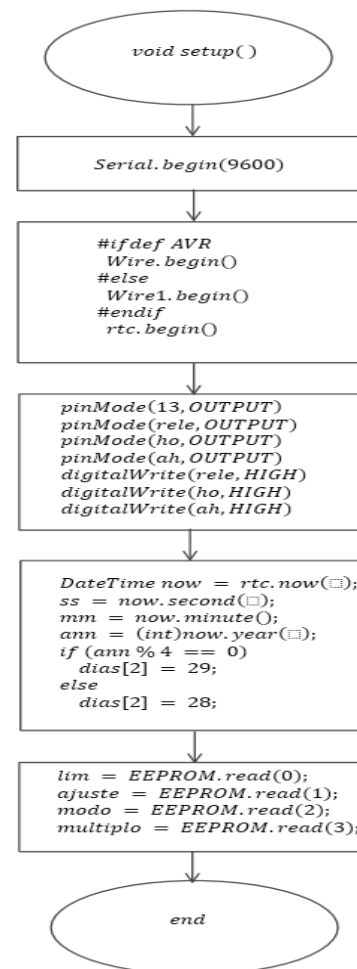 void setup()
Serial.begin(9600)
#ifdef AVR
Wire.begin()
#else
Wire1.begin()
#endif
rtc.begin()
pinMode(13,OUTPUT)
pinMode(rele,OUTPUT)
pinMode(ho,OUTPUT)
pinMode(ah,OUTPUT)
digitalWrite(rele,HIGH)
digitalWrite(ho,HIGH)
digitalWrite(ah,HIGH)
DateTime now = rtc.now(⬚);
ss = now.second(⬚);
mm = now.minute();
ann = (int)now.year(⬚);
if (ann % 4 == 0)
dias[2] = 29;
else
dias[2] = 28;
lim = EEPROM.read(0);
ajuste = EEPROM.read(1);
modo = EEPROM.read(2);
multiplo = EEPROM.read(3);
end